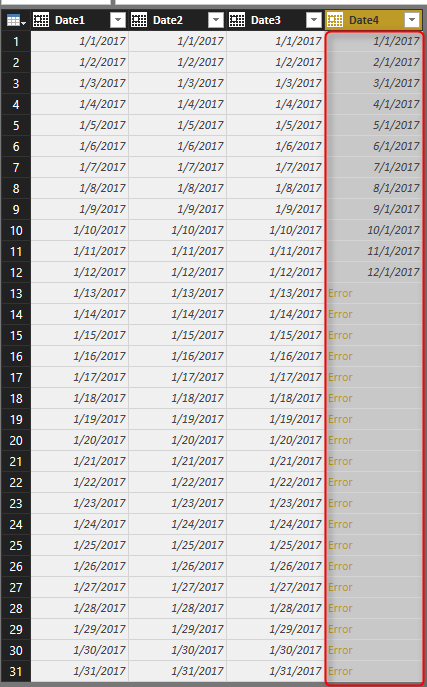 Date1 Date2 Date3 Date4
1 1/1/2017 1/1/2017 1/1/2017 1/1/2017
2 1/2/2017 1/2/2017 1/2/2017 2/1/2017
3 1/3/2017 1/3/2017 1/3/2017 3/1/2017
4 1/4/2017 1/4/2017 1/4/2017 4/1/2017
5 1/5/2017 1/5/2017 1/5/2017 5/1/2017
6 1/6/2017 1/6/2017 1/6/2017 6/1/2017
7 1/7/2017 1/7/2017 1/7/2017 7/1/2017
8 1/8/2017 1/8/2017 1/8/2017 8/1/2017
9 1/9/2017 1/9/2017 1/9/2017 9/1/2017
10 1/10/2017 1/10/2017 1/10/2017 10/1/2017
11 1/11/2017 1/11/2017 1/11/2017 11/1/2017
12 1/12/2017 1/12/2017 1/12/2017 12/1/2017
13 1/13/2017 1/13/2017 1/13/2017 Error
14 1/14/2017 1/14/2017 1/14/2017 Error
15 1/15/2017 1/15/2017 1/15/2017 Error
16 1/16/2017 1/16/2017 1/16/2017 Error
17 1/17/2017 1/17/2017 1/17/2017 Error
18 1/18/2017 1/18/2017 1/18/2017 Error
19 1/19/2017 1/19/2017 1/19/2017 Error
20 1/20/2017 1/20/2017 1/20/2017 Error
21 1/21/2017 1/21/2017 1/21/2017 Error
22 1/22/2017 1/22/2017 1/22/2017 Error
23 1/23/2017 1/23/2017 1/23/2017 Error
24 1/24/2017 1/24/2017 1/24/2017 Error
25 1/25/2017 1/25/2017 1/25/2017 Error
26 1/26/2017 1/26/2017 1/26/2017 Error
27 1/27/2017 1/27/2017 1/27/2017 Error
28 1/28/2017 1/28/2017 1/28/2017 Error
29 1/29/2017 1/29/2017 1/29/2017 Error
30 1/30/2017 1/30/2017 1/30/2017 Error
31 1/31/2017 1/31/2017 1/31/2017 Error